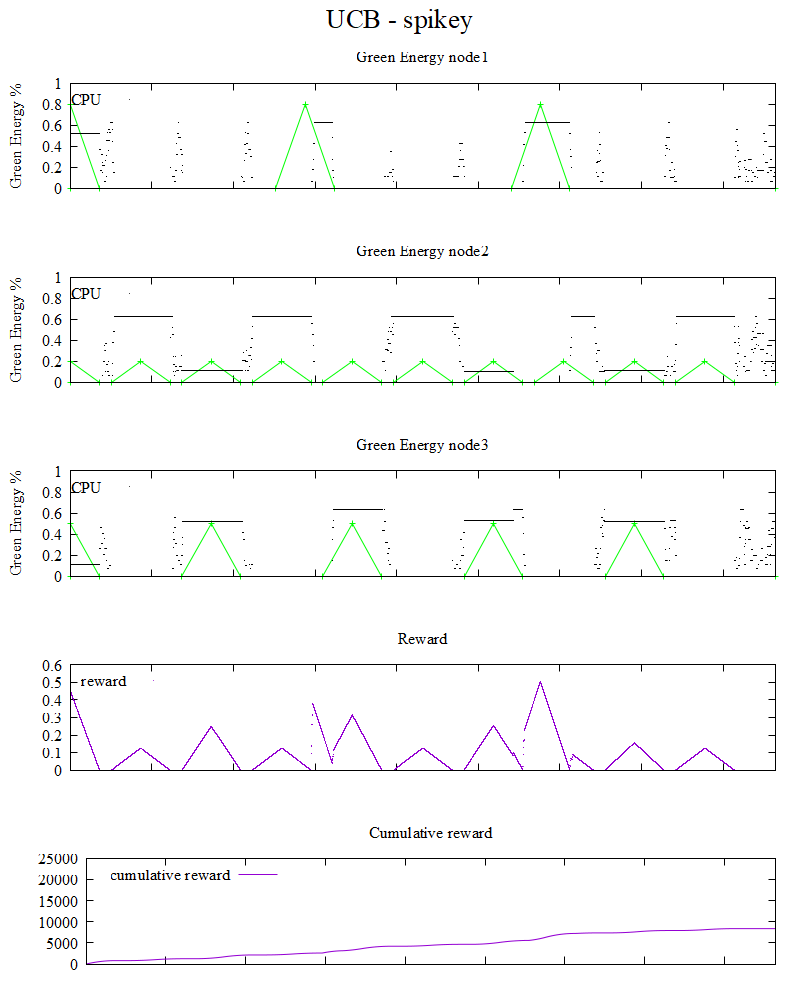 UCB - spikey
Green Energy node1
Green Energy %
1
0.8
0.6
0.4
0.2
0
CPU
Green Energy node2
Green Energy %
1
0.8
0.6
0.4
0.2
0
CPU
Green Energy node3
Green Energy %
1
0.8
0.6
0.4
0.2
0
CPU
Reward
0.6
0.5
0.4
0.3
0.2
0.1
0
reward
Cumulative reward
25000
20000
15000
10000
5000
0
cumulative reward